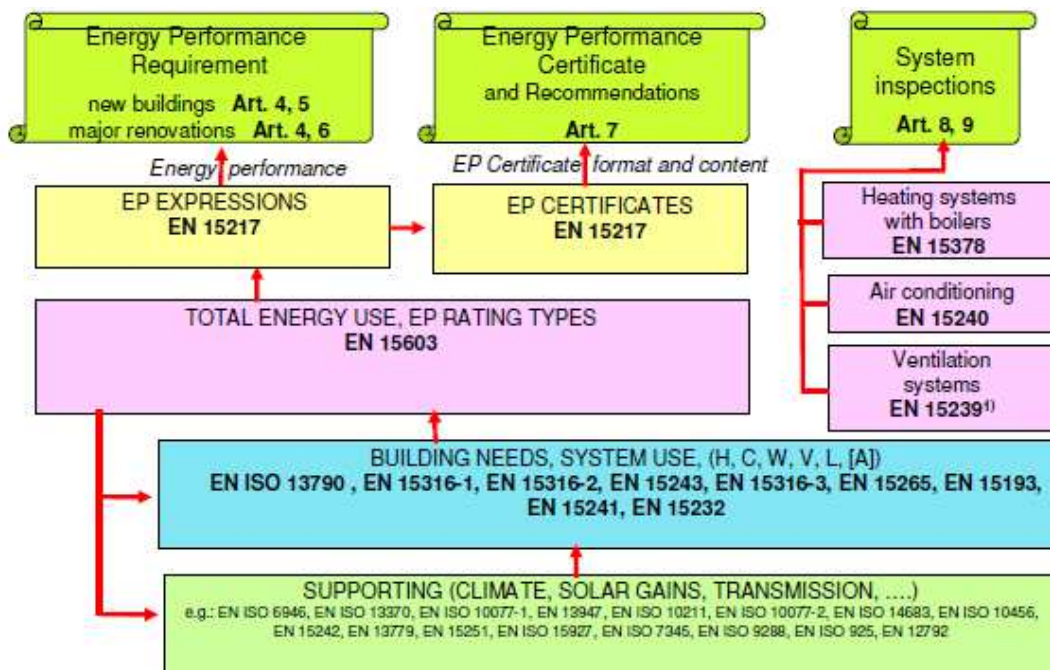 Energy Performance
Requirement
new buildings Art. 4, 5
major renovations Art. 4, 6
Energy Performance
Certificate
and Recommendations
Art. 7
System
inspections
Art. 8, 9
Energy performance
EP Certificate format and content
EP EXPRESSIONS
EN 15217
EP CERTIFICATES
EN 15217
Heating systems
with boilers
EN 15378
Air conditioning
EN 15240
Ventilation
systems
EN 15239¹⁾
TOTAL ENERGY USE, EP RATING TYPES
EN 15603
BUILDING NEEDS, SYSTEM USE, (H, C, W, V, L, [A])
EN ISO 13790 , EN 15316-1, EN 15316-2, EN 15243, EN 15316-3, EN 15265, EN 15193,
EN 15241, EN 15232
SUPPORTING (CLIMATE, SOLAR GAINS, TRANSMISSION, ....)
e.g.: EN ISO 6946, EN ISO 13370, EN ISO 10077-1, EN 13947, EN ISO 10211, EN ISO 10077-2, EN ISO 14683, EN ISO 10456,
EN 15242, EN 13779, EN 15251, EN ISO 15927, EN ISO 7345, EN ISO 9288, EN ISO 925, EN 12792